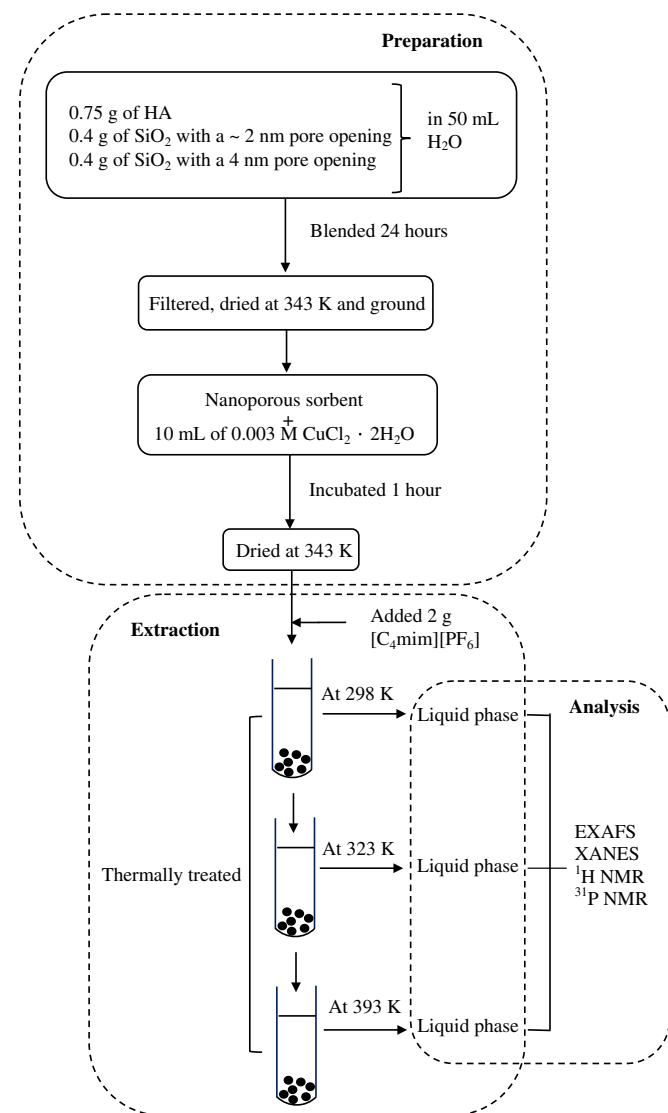 Preparation
0.75 g of HA
0.4 g of SiO₂ with a ~ 2 nm pore opening
0.4 g of SiO₂ with a 4 nm pore opening
in 50 mL
H₂O
Blended 24 hours
Filtered, dried at 343 K and ground
Nanoporous sorbent
+
10 mL of 0.003 M CuCl₂ · 2H₂O
Incubated 1 hour
Dried at 343 K
Extraction
Added 2 g
[C₄mim][PF₆]
At 298 K
Liquid phase
Analysis
Thermally treated
At 323 K
Liquid phase
EXAFS
XANES
¹H NMR
³¹P NMR
At 393 K
Liquid phase